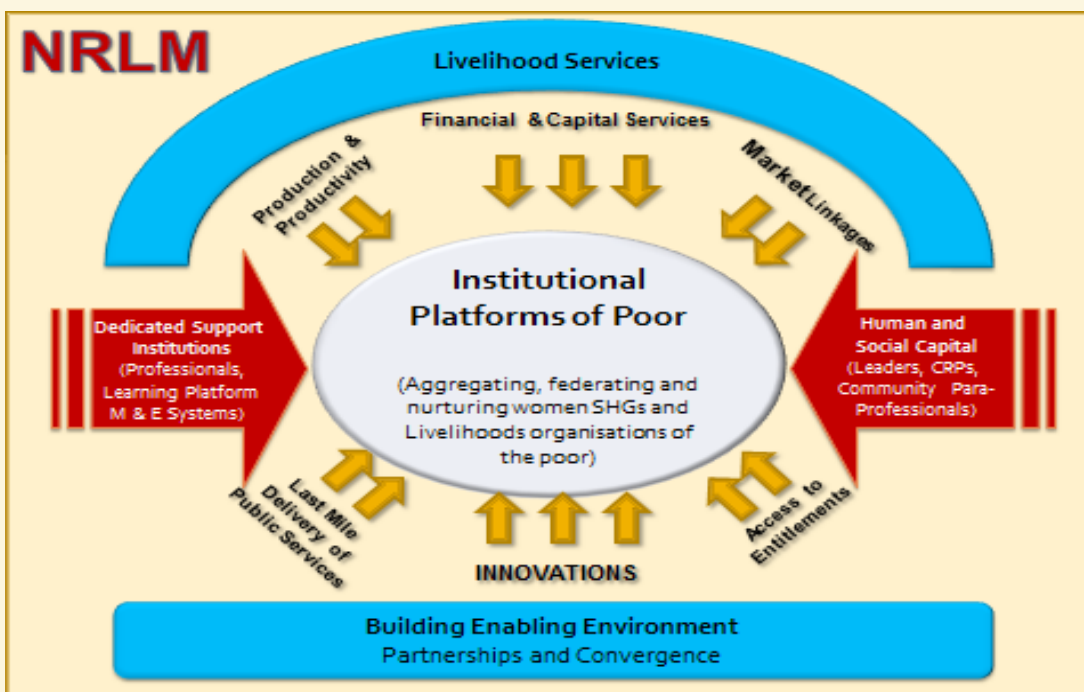 NRLM
Livelihood Services
Financial & Capital Services
Production &
Productivity
Market Linkages
Institutional
Platforms of Poor
(Aggregating, federating and
nurturing women SHGs and
Livelihoods organisations of
the poor)
Dedicated Support
Institutions
(Professionals,
Learning Platform
M & E Systems)
Human and
Social Capital
(Leaders, CRPs,
Community Para-
Professionals)
Last Mile
Delivery of
Public Services
INNOVATIONS
Access to
Entitlements
Building Enabling Environment
Partnerships and Convergence